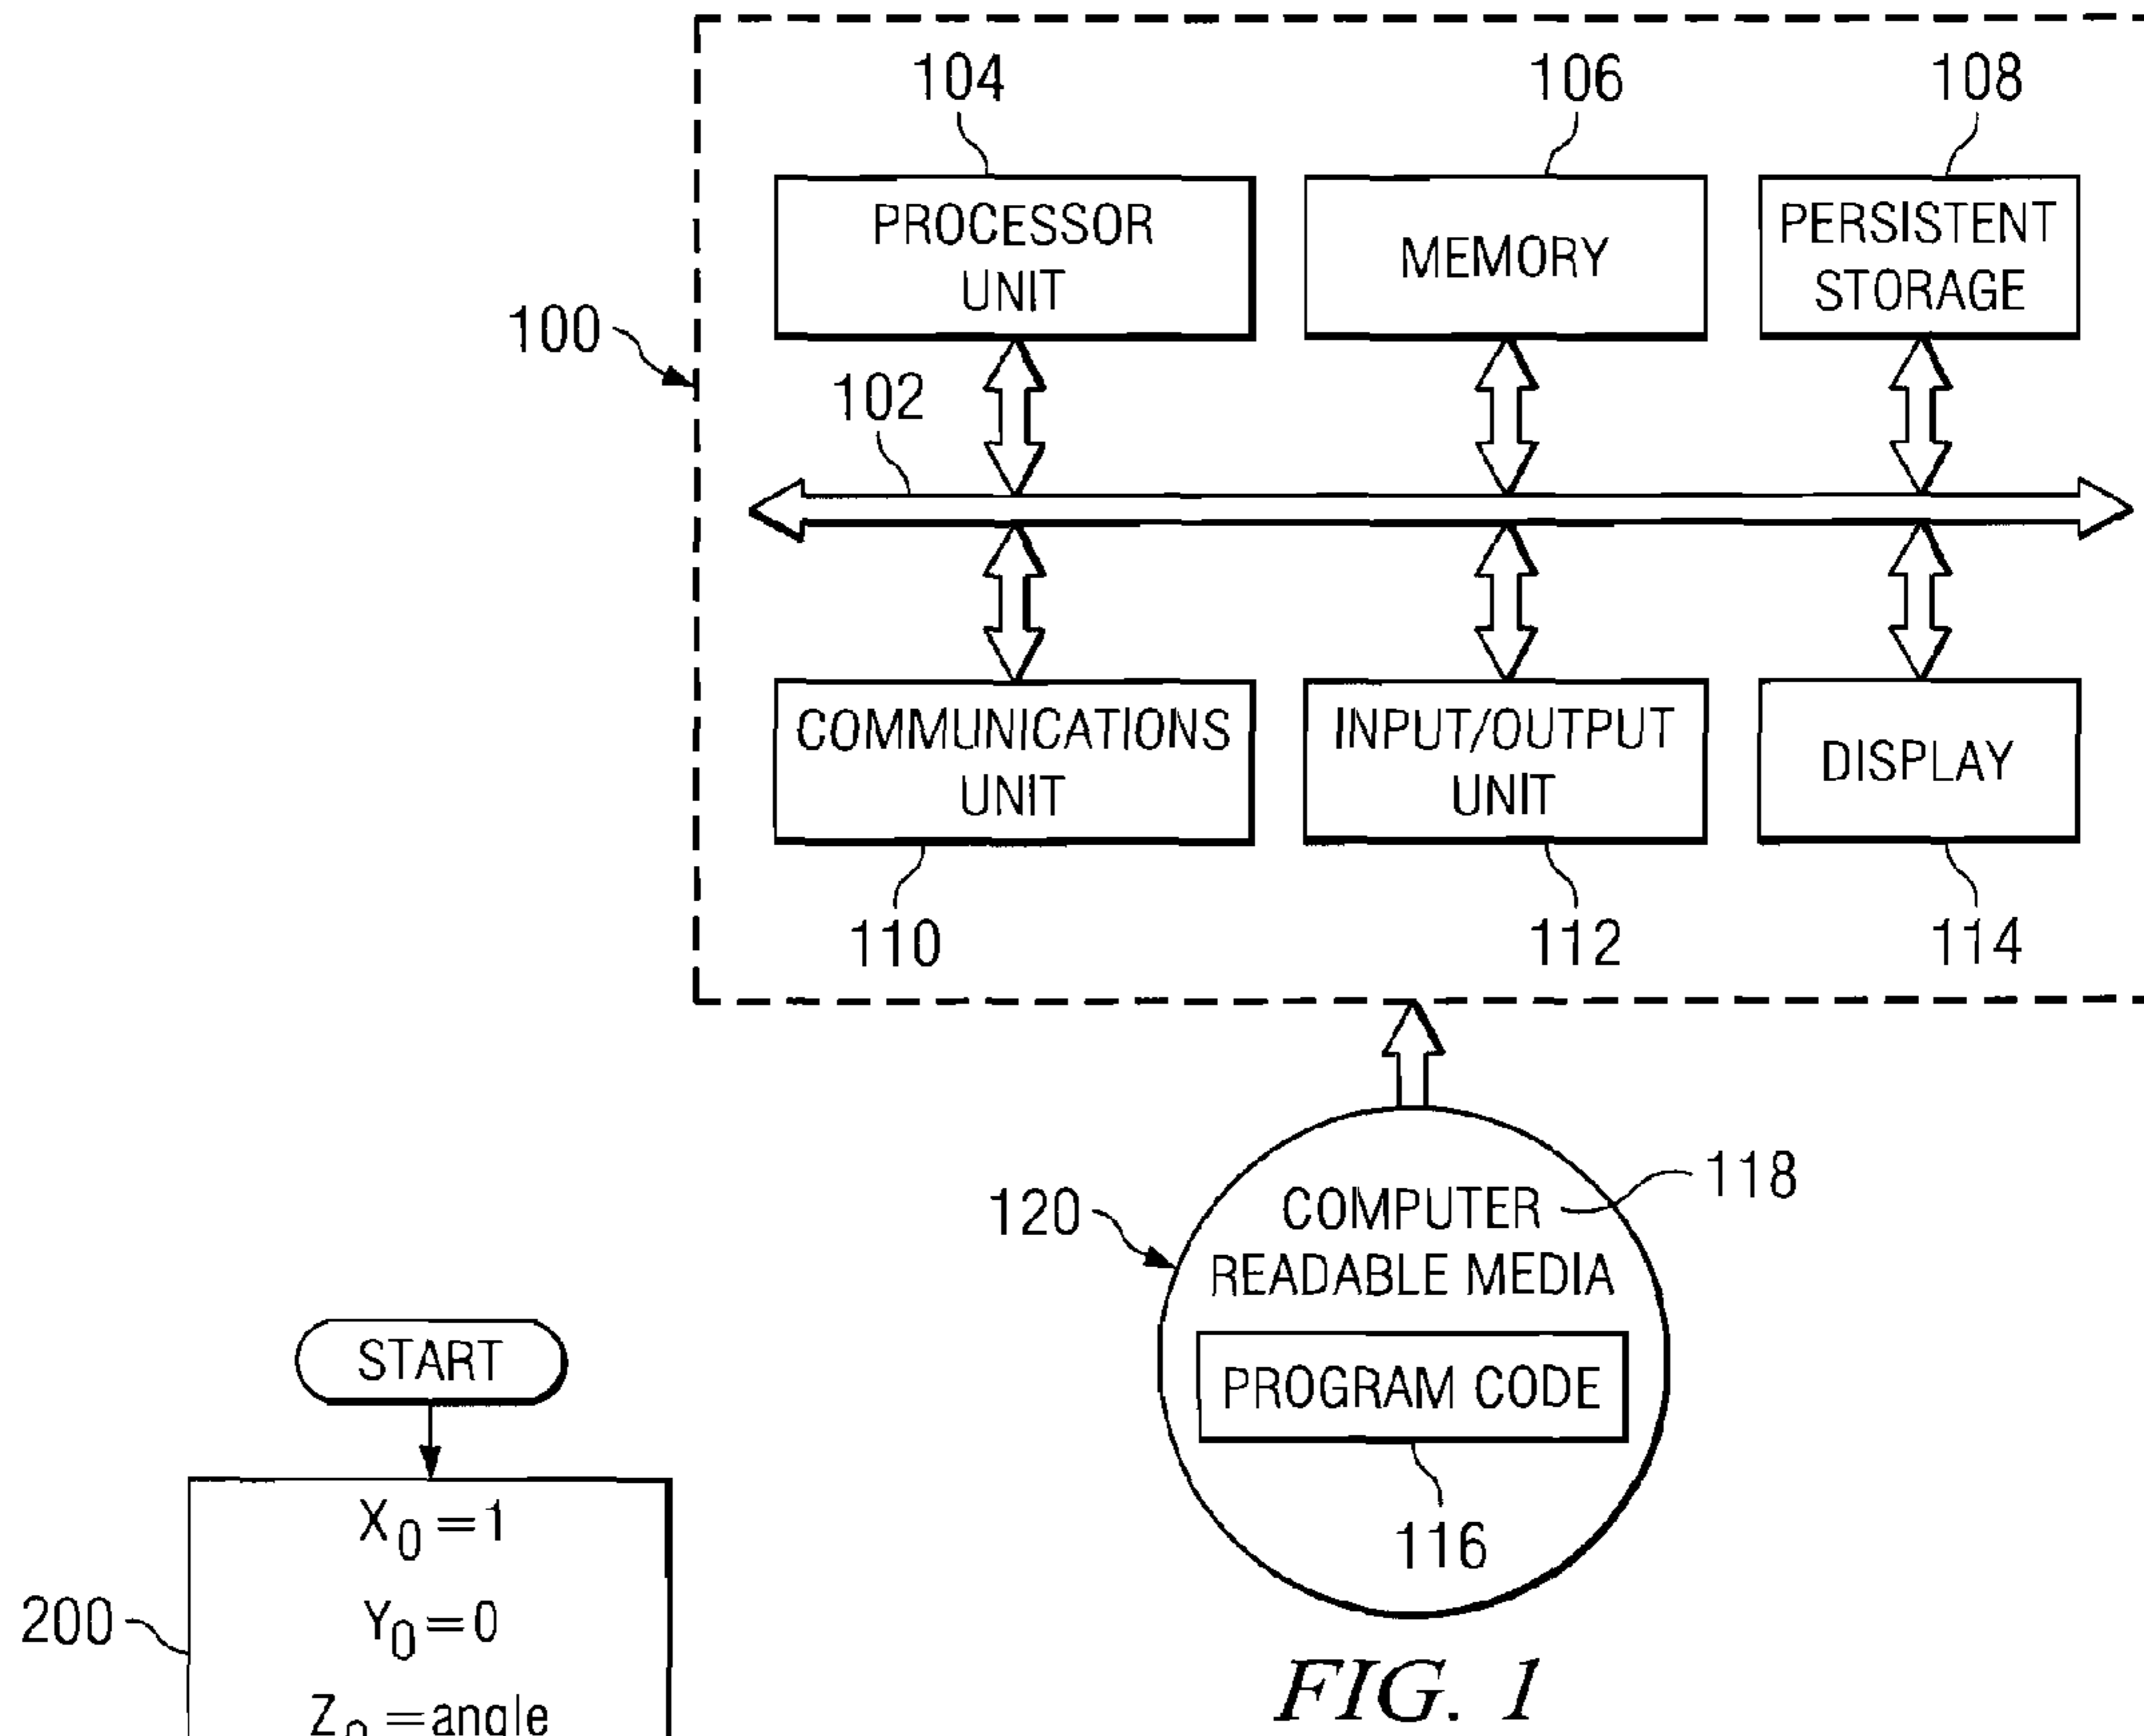 104
106
108
PROCESSOR
UNIT
MEMORY
PERSISTENT
STORAGE
100
102
COMMUNICATIONS
UNIT
INPUT/OUTPUT
UNIT
DISPLAY
110
112
114
118
120
COMPUTER
READABLE MEDIA
PROGRAM CODE
116
FIG. 1
START
X₀=1
200
Y₀=0
Z₀=angle